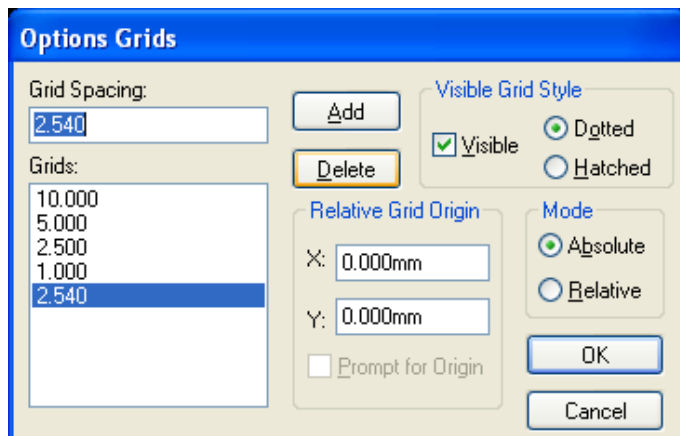 Options Grids
Grid Spacing:
2.540
Grids:
10.000
5.000
2.500
1.000
2.540
Add
Delete
Visible Grid Style
Visible
Dotted
Hatched
Relative Grid Origin
X: 0.000mm
Y: 0.000mm
Prompt for Origin
Mode
Absolute
Relative
OK
Cancel